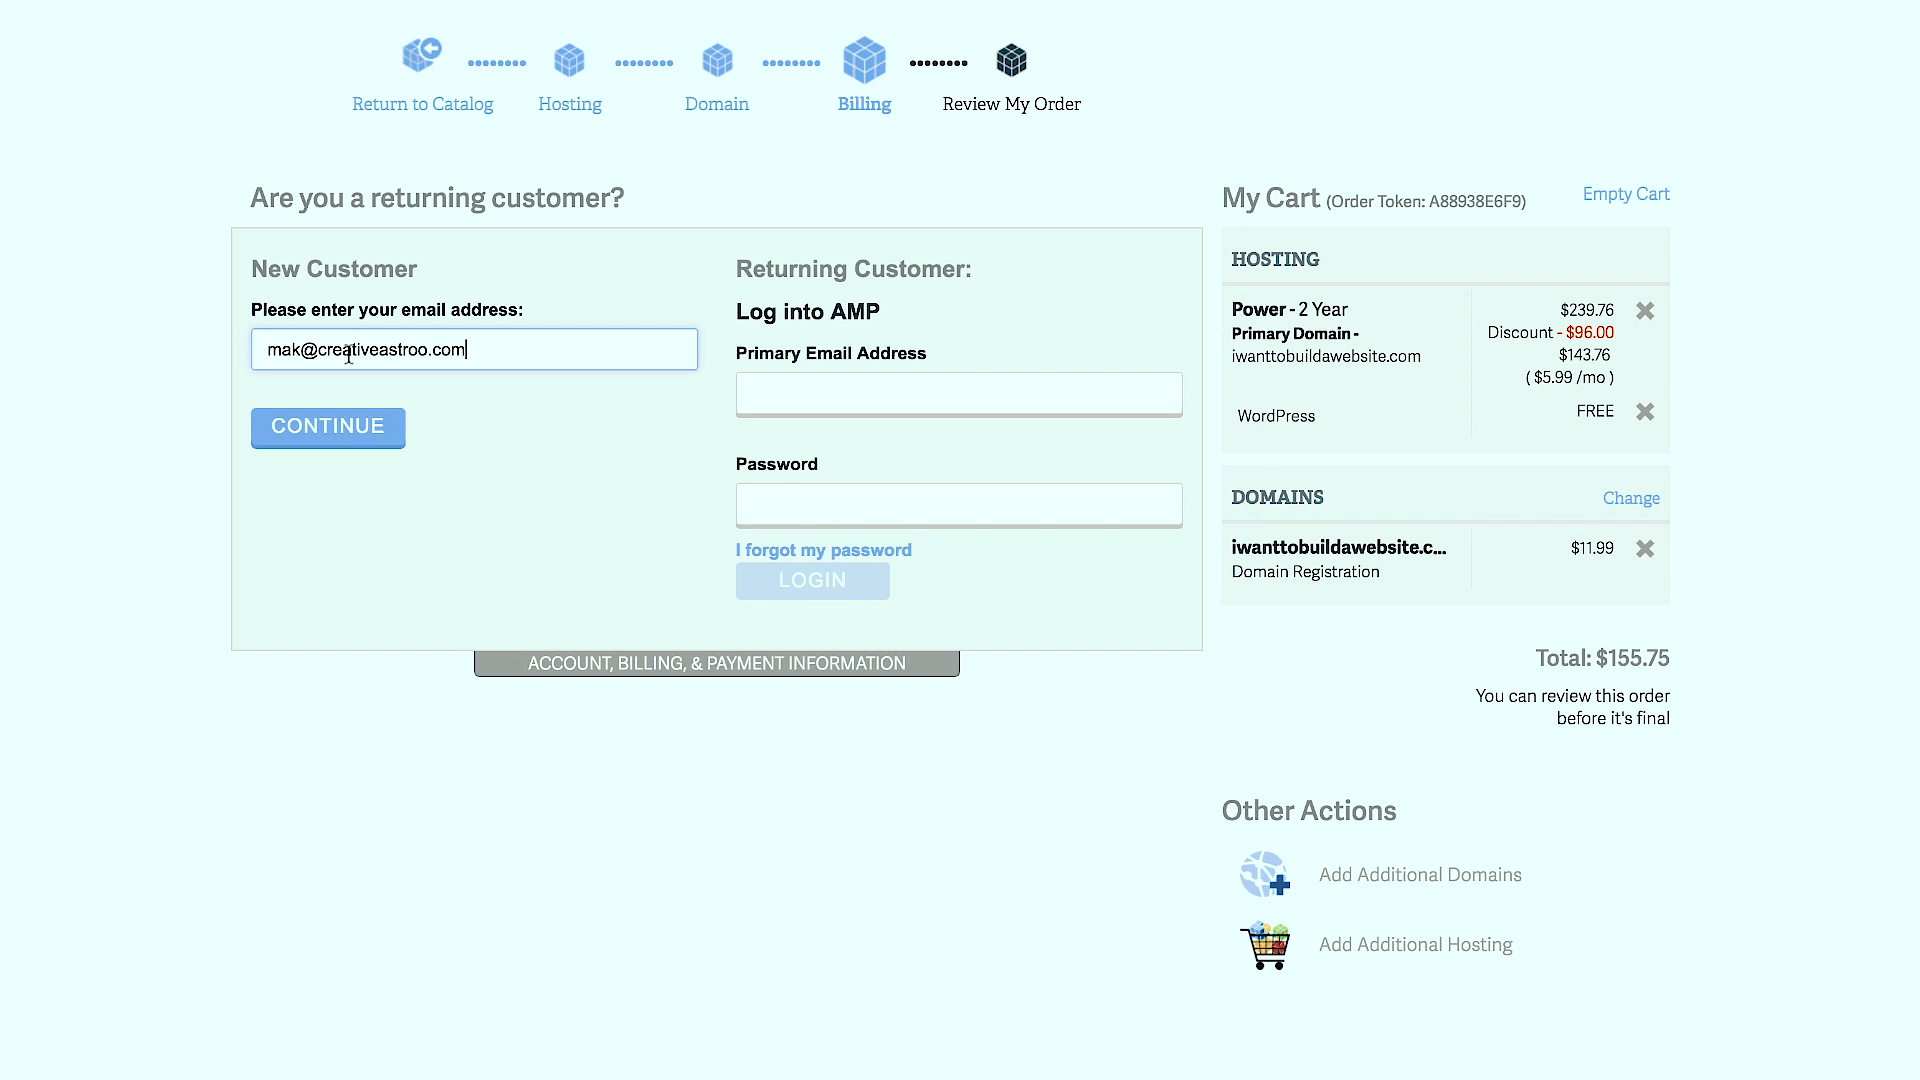 Return to Catalog
Hosting
Domain
Billing
Review My Order
Are you a returning customer?
New Customer
Please enter your email address:
mak@creativeastroo.com
CONTINUE
Returning Customer:
Log into AMP
Primary Email Address
Password
I forgot my password
LOGIN
ACCOUNT, BILLING, & PAYMENT INFORMATION
My Cart (Order Token: A88938E6F9)
Empty Cart
HOSTING
Power - 2 Year
$239.76
Primary Domain -
Discount - $96.00
iwanttobuildawebsite.com
$143.76
( $5.99 /mo )
WordPress
FREE
DOMAINS
Change
iwanttobuildawebsite.c...
$11.99
Domain Registration
Total: $155.75
You can review this order
before it's final
Other Actions
Add Additional Domains
Add Additional Hosting